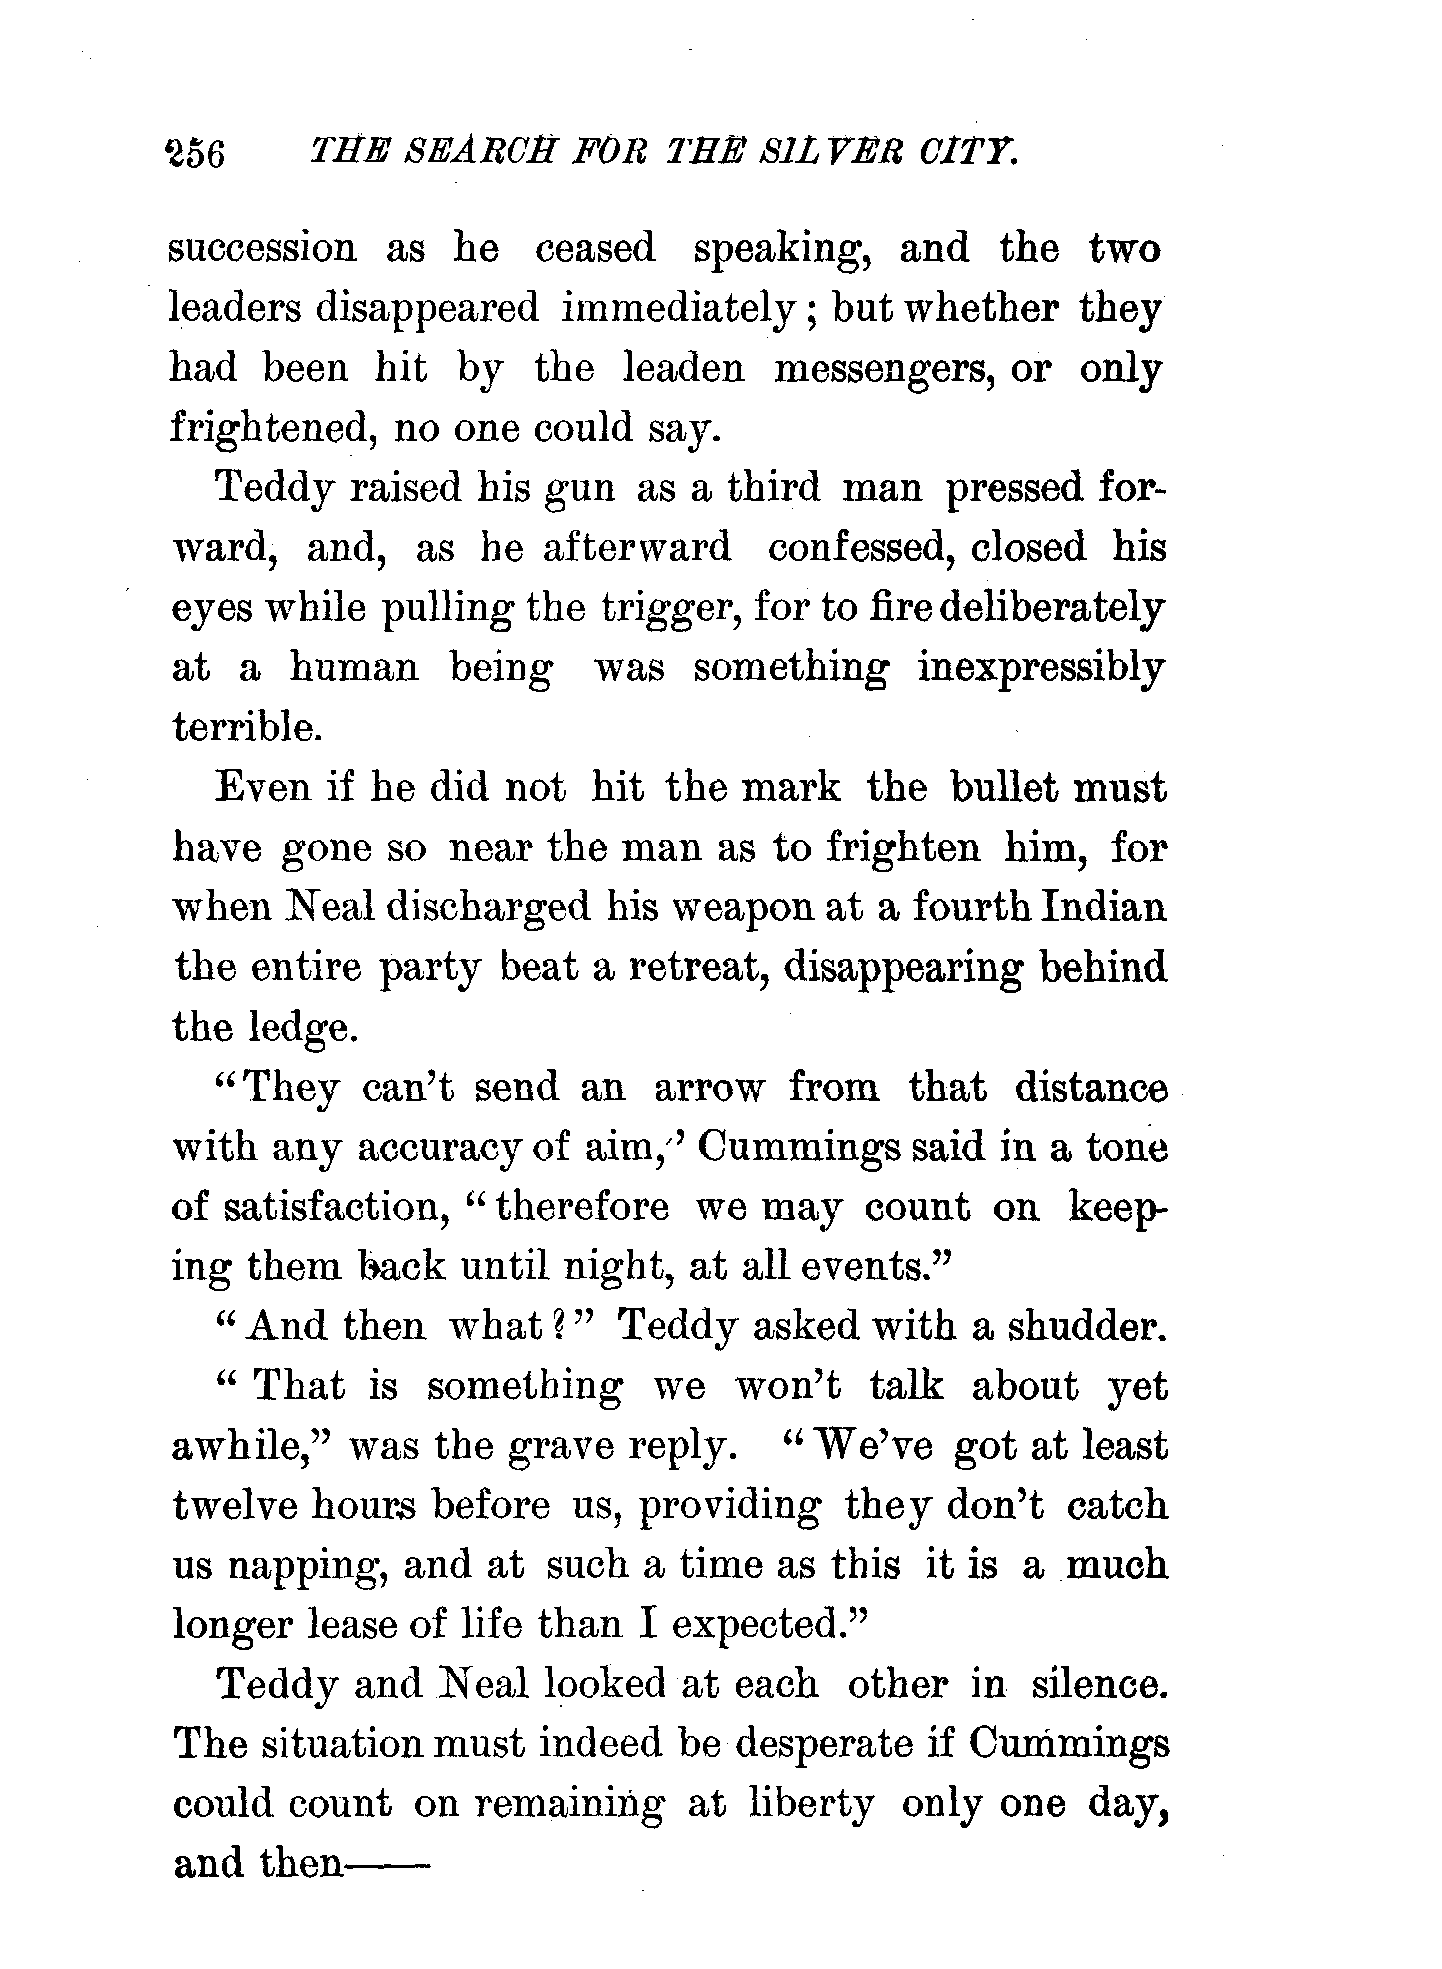 256 THE SEARCH FOR THE SILVER CITY.
succession as he ceased speaking, and the two
leaders disappeared immediately; but whether they
had been hit by the leaden messengers, or only
frightened, no one could say.
Teddy raised his gun as a third man pressed for-
ward, and, as he afterward confessed, closed his
eyes while pulling the trigger, for to fire deliberately
at a human being was something inexpressibly
terrible.
Even if he did not hit the mark the bullet must
have gone so near the man as to frighten him, for
when Neal discharged his weapon at a fourth Indian
the entire party beat a retreat, disappearing behind
the ledge.
“They can’t send an arrow from that distance
with any accuracy of aim,” Cummings said in a tone
of satisfaction, “therefore we may count on keep-
ing them back until night, at all events.”
“And then what?” Teddy asked with a shudder.
“That is something we won’t talk about yet
awhile,” was the grave reply. “We’ve got at least
twelve hours before us, providing they don’t catch
us napping, and at such a time as this it is a much
longer lease of life than I expected.”
Teddy and Neal looked at each other in silence.
The situation must indeed be desperate if Cummings
could count on remaining at liberty only one day,
and then——